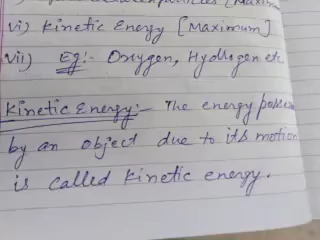 vi) Kinetic Energy [Maximum]
vii) Eg:- Oxygen, Hydrogen etc
Kinetic Energy:- The energy posses
by an object due to its motion
is called kinetic energy.